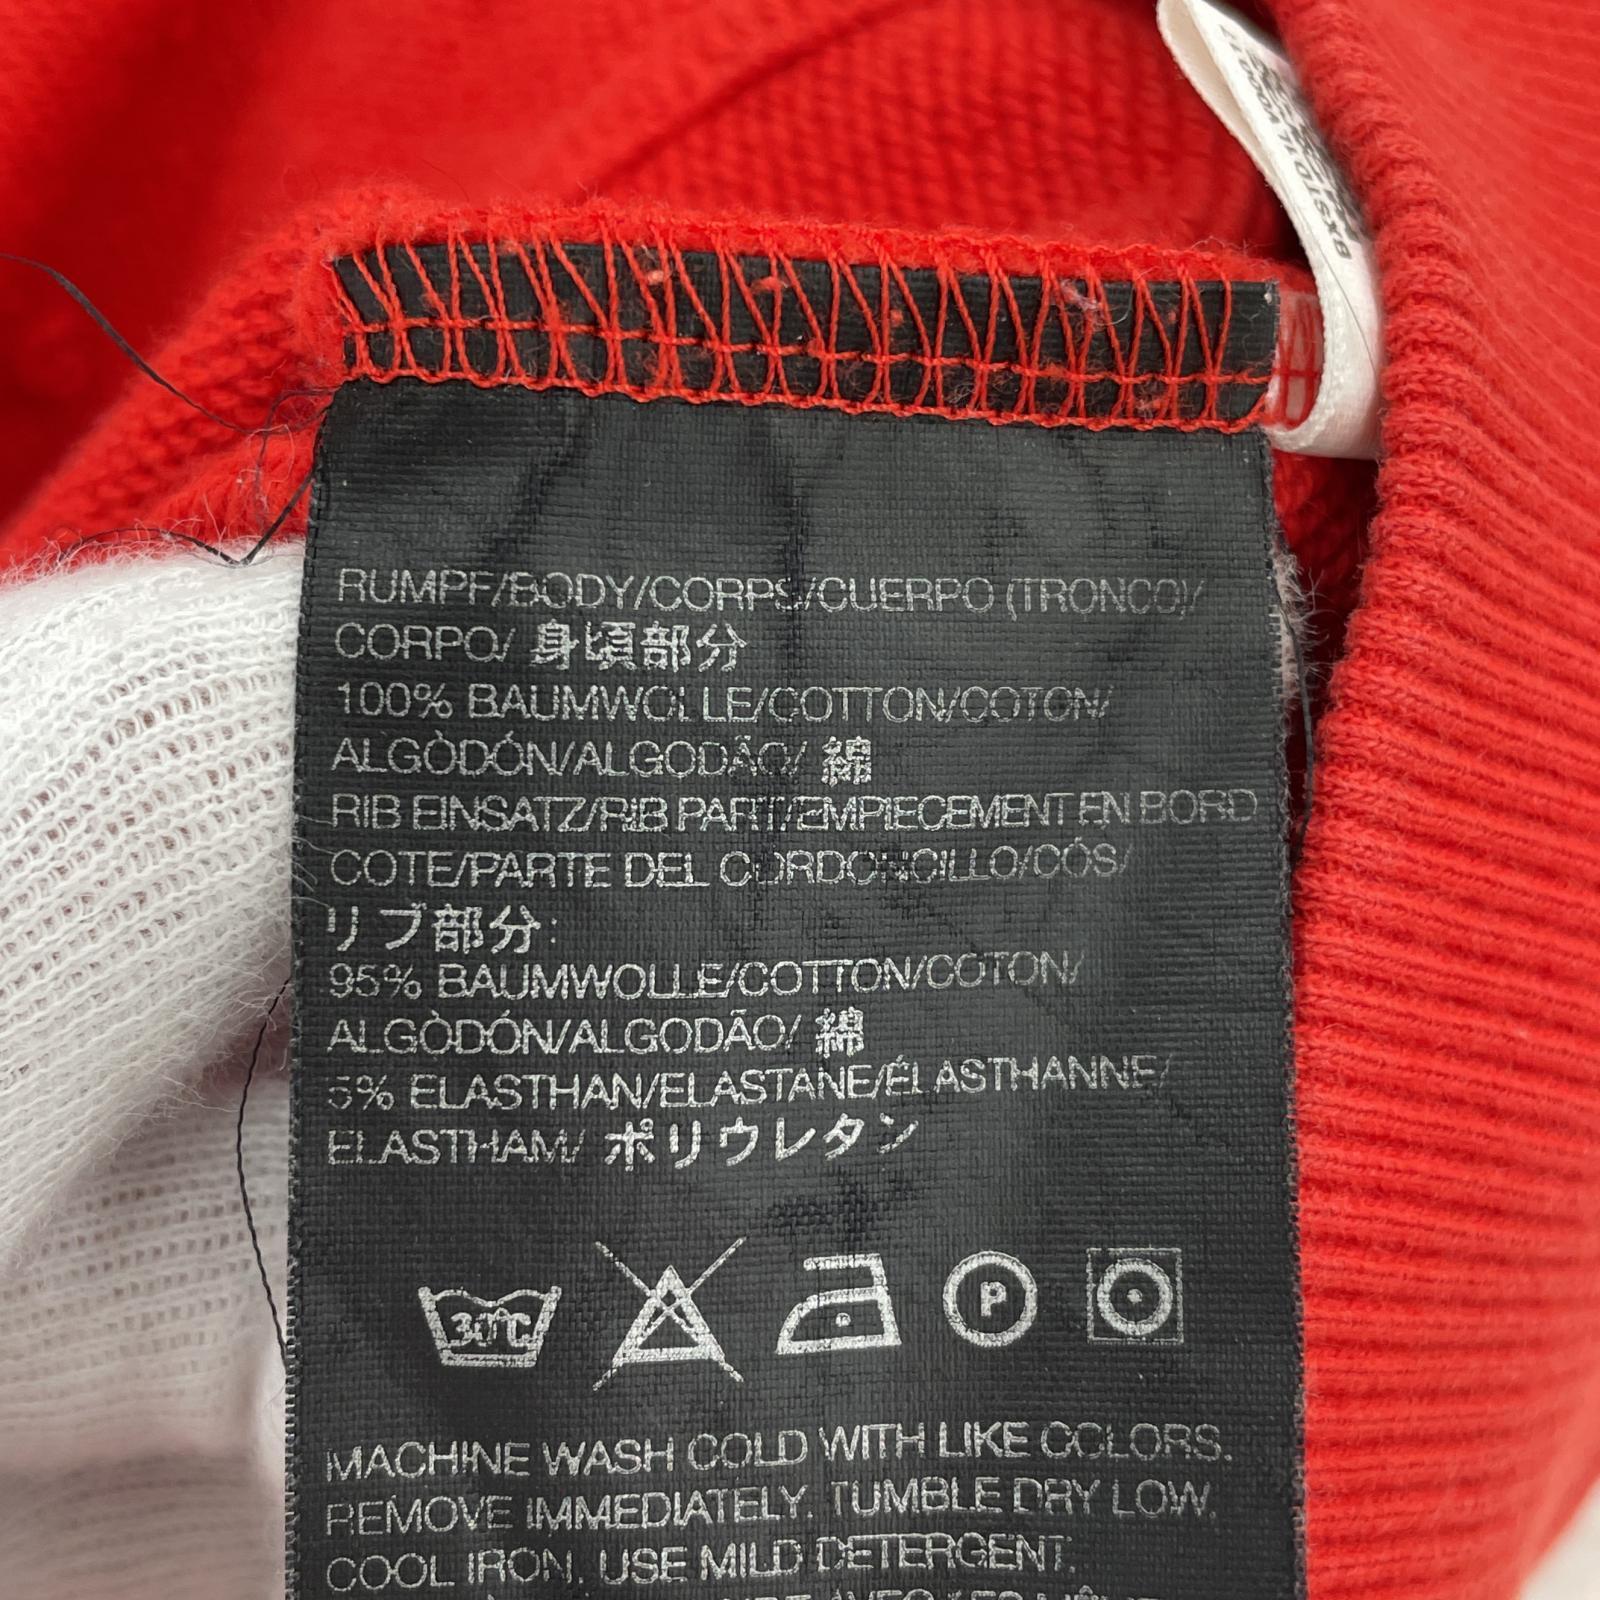 RUMPF/BODY/CORPS/CUERPO (TRONCO)/
CORPO/ 身頃部分
100% BAUMWOLLE/COTTON/COTON/
ALGÒDÓN/ALGODÃO/ 綿
RIB EINSATZ/RIB PART/EMPIECEMENT EN BORD
COTE/PARTE DEL CORDONCILLO/CÓS/
リブ部分:
95% BAUMWOLLE/COTTON/COTON/
ALGÒDÓN/ALGODÃO/ 綿
5% ELASTHAN/ELASTANE/ÉLASTHANNE/
ELASTHAM/ ポリウレタン
30°C
P
MACHINE WASH COLD WITH LIKE COLORS.
REMOVE IMMEDIATELY. TUMBLE DRY LOW.
COOL IRON. USE MILD DETERGENT.